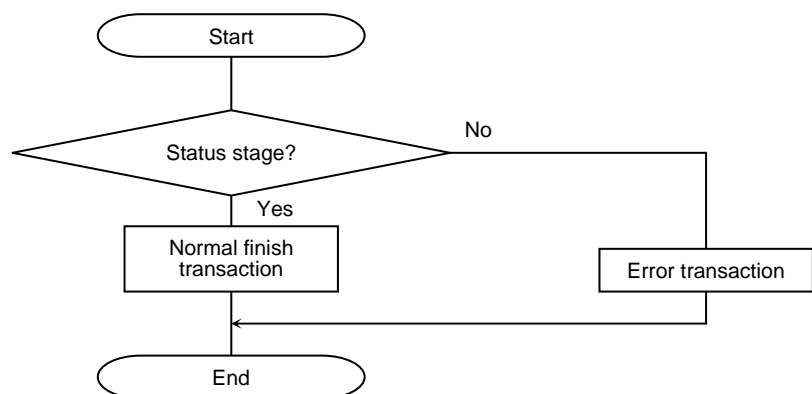 Start
Status stage?
No
Yes
Normal finish
transaction
Error transaction
End